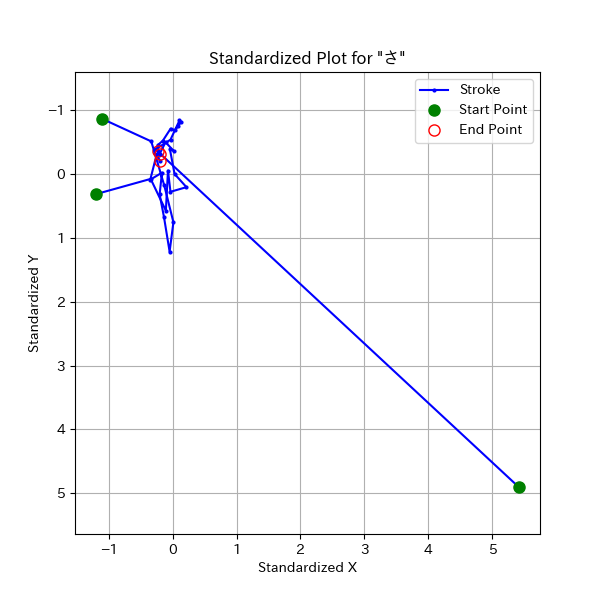 Standardized Plot for "さ"
Stroke
Start Point
End Point
−1
0
1
2
3
4
5
Standardized Y
−1 0 1 2 3 4 5
Standardized X